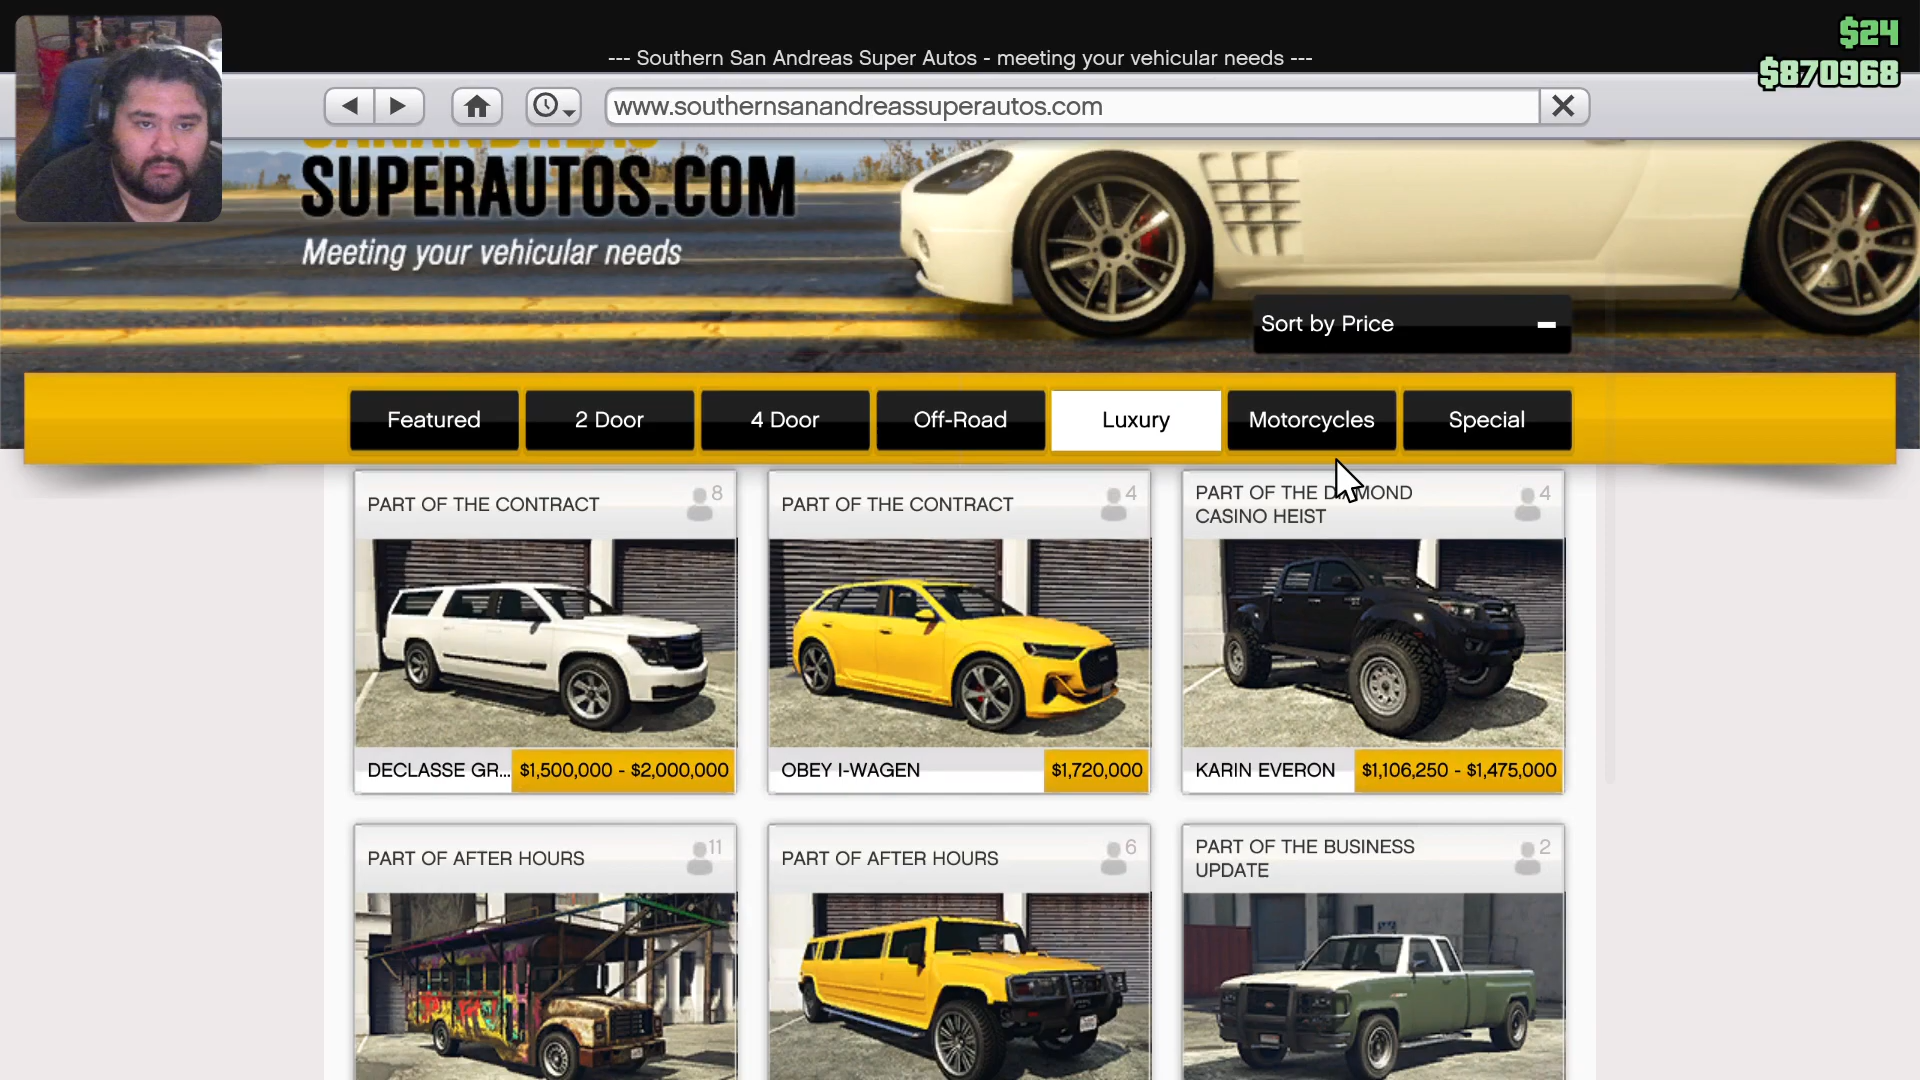 $24
$870968
--- Southern San Andreas Super Autos - meeting your vehicular needs ---
www.southernsanandreassuperautos.com
SUPERAUTOS.COM
Meeting your vehicular needs
Sort by Price
Featured
2 Door
4 Door
Off-Road
Luxury
Motorcycles
Special
PART OF THE CONTRACT
8
PART OF THE CONTRACT
4
PART OF THE DIAMOND
CASINO HEIST
4
DECLASSE GR... $1,500,000 - $2,000,000
OBEY I-WAGEN $1,720,000
KARIN EVERON $1,106,250 - $1,475,000
PART OF AFTER HOURS
11
PART OF AFTER HOURS
6
PART OF THE BUSINESS
UPDATE
2